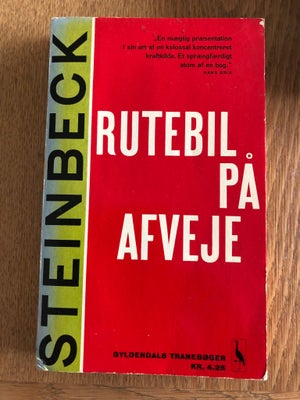 STEINBECK
„En mægtig præsentation
i sin art af en kolossal koncentreret
kraftkilde. Et sprængfærdigt
atom af en bog."
RUTEBIL
PÅ
AFVEJE
GYLDENDALS TRANEBØGER
KR. 4.25